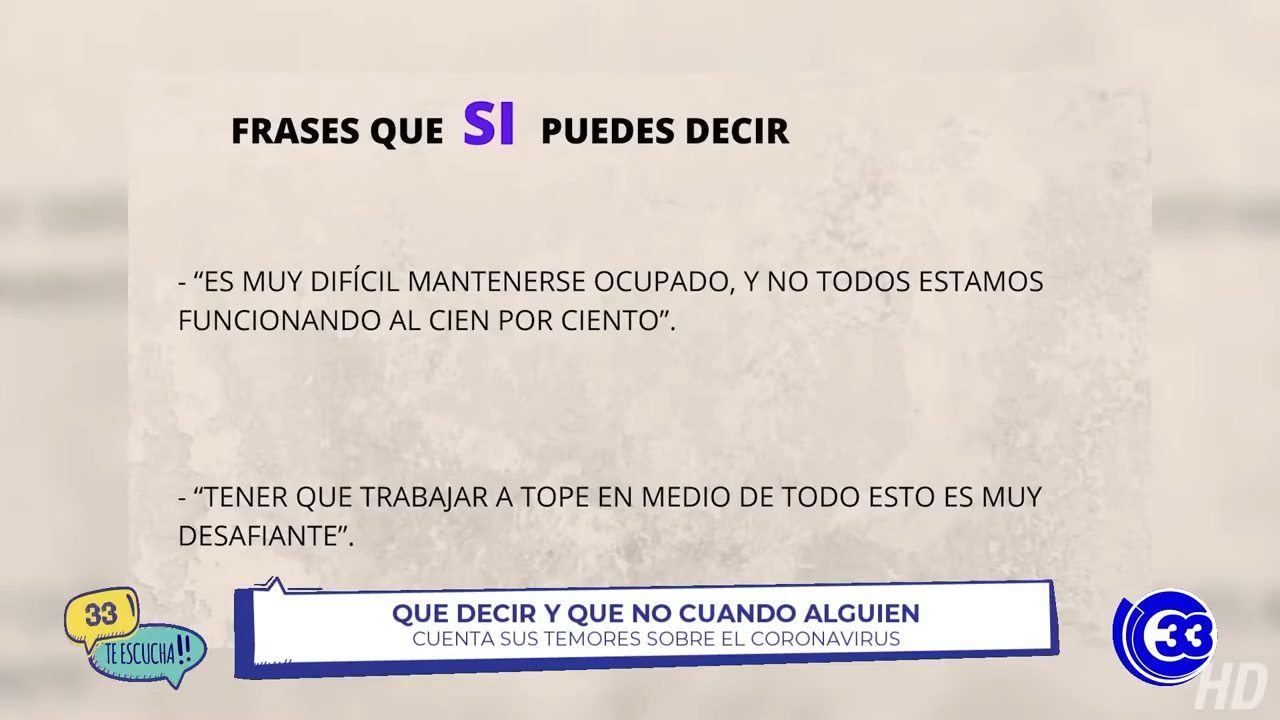 FRASES QUE SI PUEDES DECIR
- “ES MUY DIFÍCIL MANTENERSE OCUPADO, Y NO TODOS ESTAMOS
FUNCIONANDO AL CIEN POR CIENTO”.
- “TENER QUE TRABAJAR A TOPE EN MEDIO DE TODO ESTO ES MUY
DESAFIANTE”.
33
TE ESCUCHA!!
QUE DECIR Y QUE NO CUANDO ALGUIEN
CUENTA SUS TEMORES SOBRE EL CORONAVIRUS
33
HD